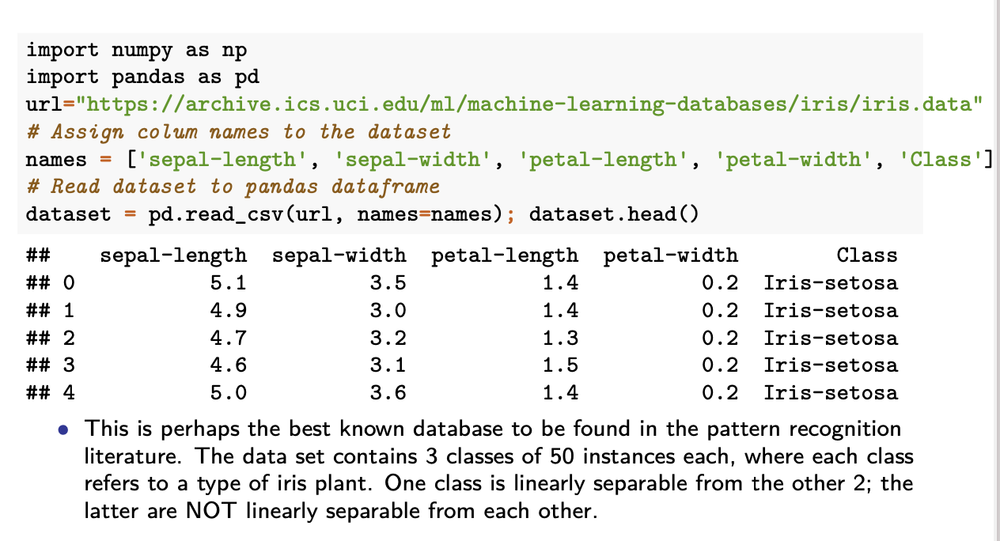 import numpy as np
import pandas as pd
url="https://archive.ics.uci.edu/ml/machine-learning-databases/iris/iris.data"
# Assign colum names to the dataset
names = ['sepal-length', 'sepal-width', 'petal-length', 'petal-width', 'Class']
# Read dataset to pandas dataframe
dataset = pd.read_csv(url, names=names); dataset.head()
##    sepal-length  sepal-width  petal-length  petal-width        Class
## 0           5.1          3.5           1.4          0.2  Iris-setosa
## 1           4.9          3.0           1.4          0.2  Iris-setosa
## 2           4.7          3.2           1.3          0.2  Iris-setosa
## 3           4.6          3.1           1.5          0.2  Iris-setosa
## 4           5.0          3.6           1.4          0.2  Iris-setosa
• This is perhaps the best known database to be found in the pattern recognition
literature. The data set contains 3 classes of 50 instances each, where each class
refers to a type of iris plant. One class is linearly separable from the other 2; the
latter are NOT linearly separable from each other.